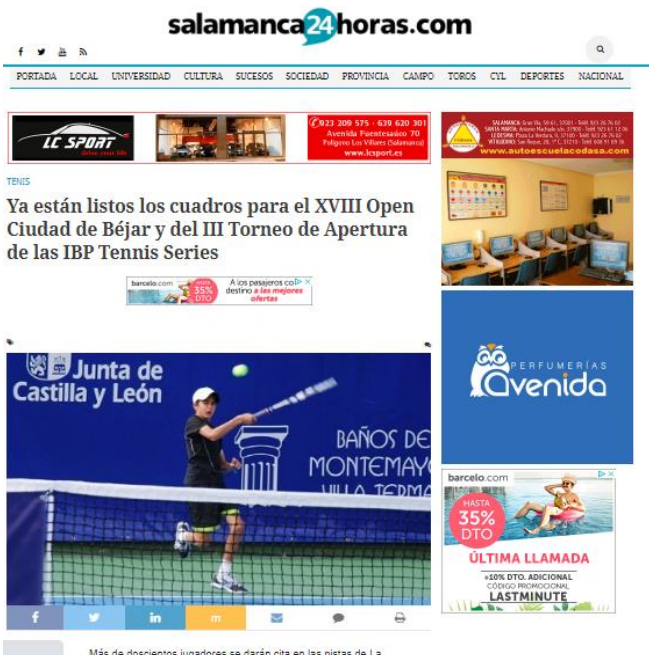 salamanca24horas.com
PORTADA LOCAL UNIVERSIDAD CULTURA SUCESOS SOCIEDAD PROVINCIA CAMPO TOROS CYL DEPORTES NACIONAL
LC SPORT
923 209 575 - 639 620 301
Avenida Puentesauco 70
Polígono Los Villares (Salamanca)
www.lcsport.es
www.autoescuelacodasa.com
TENIS
Ya están listos los cuadros para el XVIII Open
Ciudad de Béjar y del III Torneo de Apertura
de las IBP Tennis Series
barcelo.com
35%
DTO
A los pasajeros co
destino a las mejores
ofertas
Junta de
Castilla y León
BAÑOS DE
MONTEMAYO
VILLA TERMA
PERFUMERÍAS
avenida
barcelo.com
HASTA
35%
DTO
ÚLTIMA LLAMADA
+10% DTO. ADICIONAL
CÓDIGO PROMOCIONAL
LASTMINUTE
f
in
m
Más de doscientos jugadores se darán cita en las pistas de La